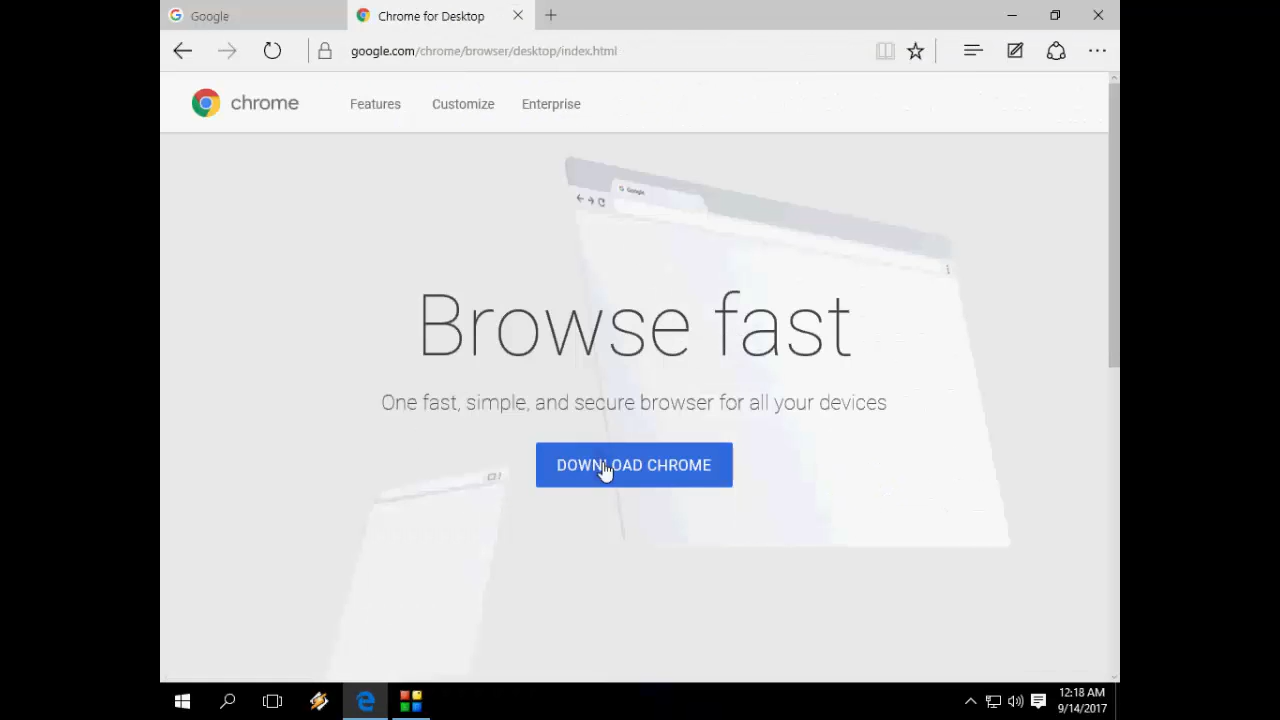 Google
Chrome for Desktop
google.com/chrome/browser/desktop/index.html
chrome
Features
Customize
Enterprise
Google
Browse fast
One fast, simple, and secure browser for all your devices
DOWNLOAD CHROME
12:18 AM
9/14/2017